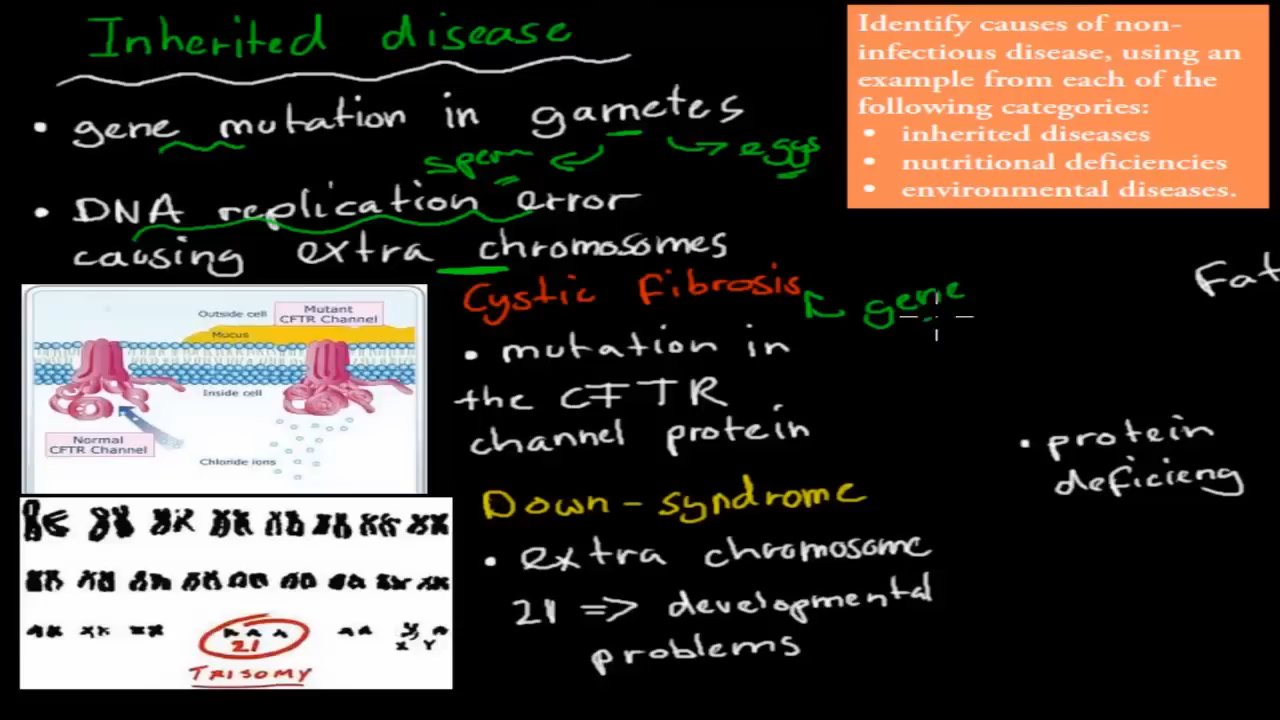 Inherited disease
• gene mutation in gametes
sperm eggs
• DNA replication error
causing extra chromosomes
Identify causes of non-
infectious disease, using an
example from each of the
following categories:
• inherited diseases
• nutritional deficiencies
• environmental diseases.
Outside cell
Mutant
CFTR Channel
Mucus
Inside cell
Normal
CFTR Channel
Chloride ions
Cystic Fibrosis
gene
• mutation in
the CFTR
channel protein
Fat
• protein
deficieng
Down-syndrome
• extra chromosome
21 => developmental
problems
21
X Y
TRISOMY